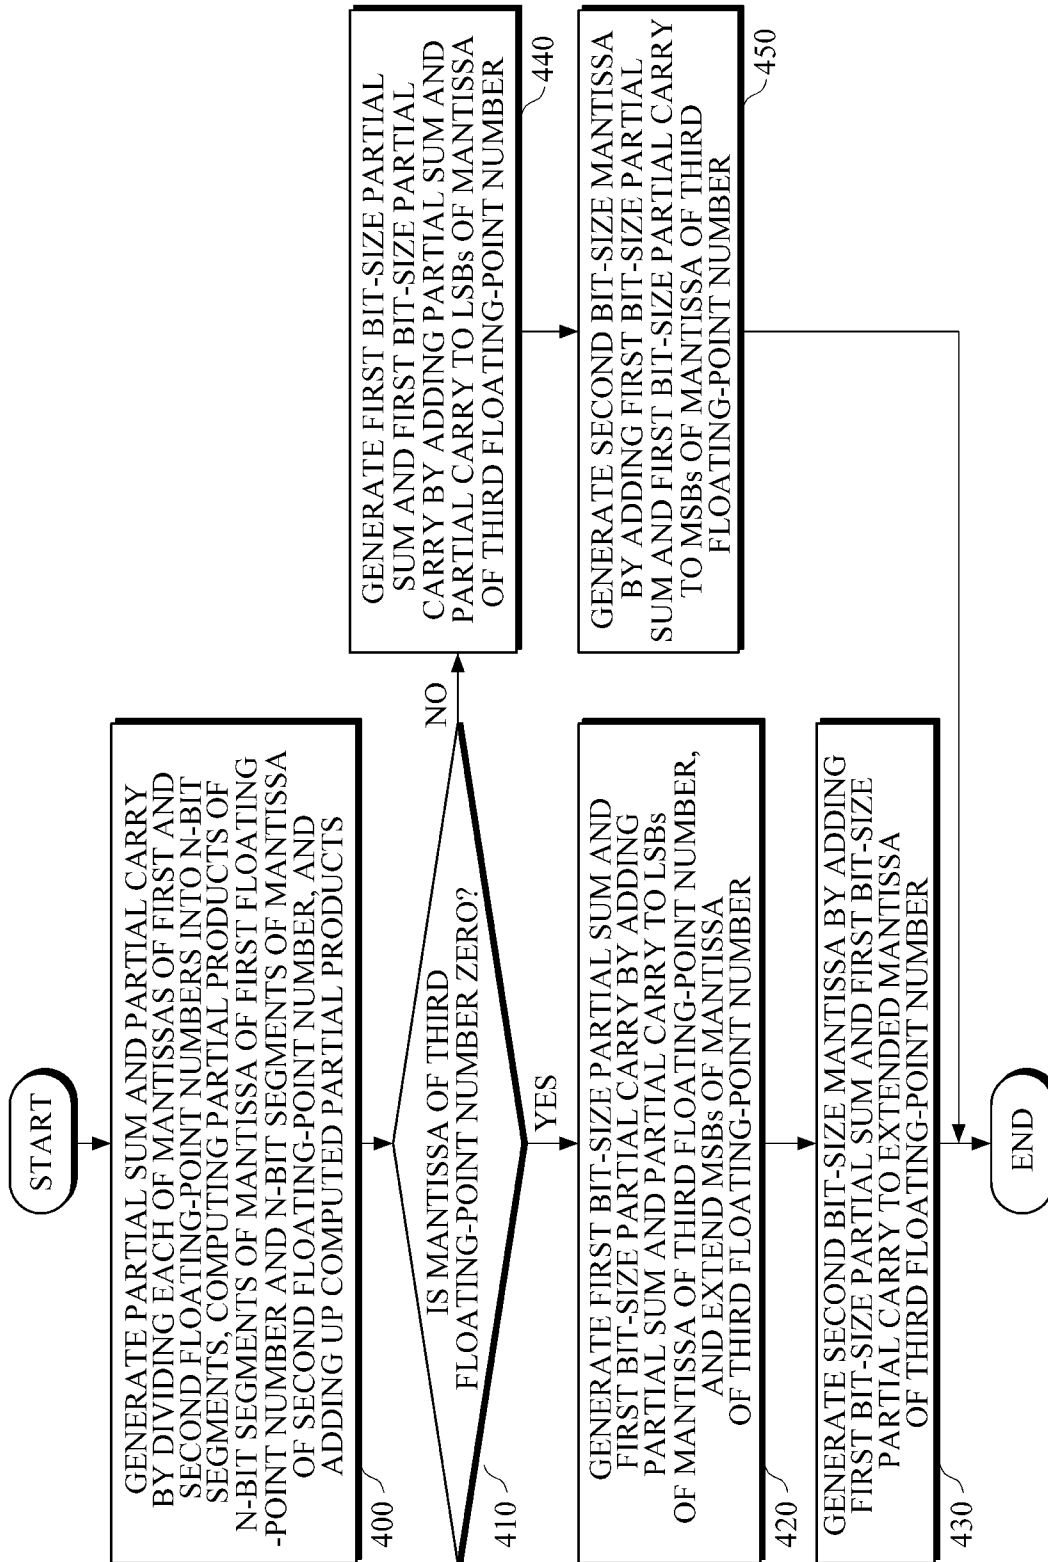 START
GENERATE PARTIAL SUM AND PARTIAL CARRY
BY DIVIDING EACH OF MANTISSAS OF FIRST AND
SECOND FLOATING-POINT NUMBERS INTO N-BIT
SEGMENTS, COMPUTING PARTIAL PRODUCTS OF
N-BIT SEGMENTS OF MANTISSA OF FIRST FLOATING
-POINT NUMBER AND N-BIT SEGMENTS OF MANTISSA
OF SECOND FLOATING-POINT NUMBER, AND
ADDING UP COMPUTED PARTIAL PRODUCTS
400
IS MANTISSA OF THIRD
FLOATING-POINT NUMBER ZERO?
410
NO
YES
GENERATE FIRST BIT-SIZE PARTIAL SUM AND
FIRST BIT-SIZE PARTIAL CARRY BY ADDING
PARTIAL SUM AND PARTIAL CARRY TO LSBs
OF MANTISSA OF THIRD FLOATING-POINT NUMBER,
AND EXTEND MSBs OF MANTISSA
OF THIRD FLOATING-POINT NUMBER
420
GENERATE SECOND BIT-SIZE MANTISSA BY ADDING
FIRST BIT-SIZE PARTIAL SUM AND FIRST BIT-SIZE
PARTIAL CARRY TO EXTENDED MANTISSA
OF THIRD FLOATING-POINT NUMBER
430
GENERATE FIRST BIT-SIZE PARTIAL
SUM AND FIRST BIT-SIZE PARTIAL
CARRY BY ADDING PARTIAL SUM AND
PARTIAL CARRY TO LSBs OF MANTISSA
OF THIRD FLOATING-POINT NUMBER
440
GENERATE SECOND BIT-SIZE MANTISSA
BY ADDING FIRST BIT-SIZE PARTIAL
SUM AND FIRST BIT-SIZE PARTIAL CARRY
TO MSBs OF MANTISSA OF THIRD
FLOATING-POINT NUMBER
450
END